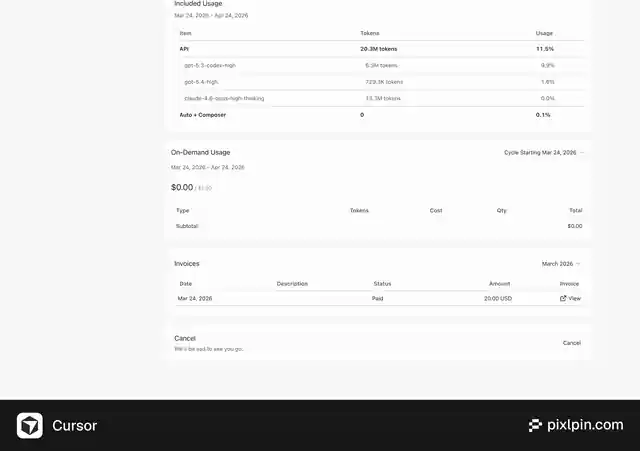 Included Usage
Mar 24, 2026 - Apr 24, 2026
Item Tokens Usage
API 20.3M tokens 11.5%
gpt-5.3-codex-high tokens 9.9%
gpt-5.4-high tokens 1.6%
claude-4.6-opus-high-thinking 13.3M tokens 0.0%
Auto + Composer 0 0.1%
On-Demand Usage Cycle Starting Mar 24, 2026
Mar 24, 2026 - Apr 24, 2026
$0.00
Type Tokens Cost Qty Total
Subtotal: $0.00
Invoices March 2026
Date Description Status Amount Invoice
Mar 24, 2026 Paid 20.00 USD View
Cancel
We'll be sad to see you go. Cancel
Cursor pixlpin.com